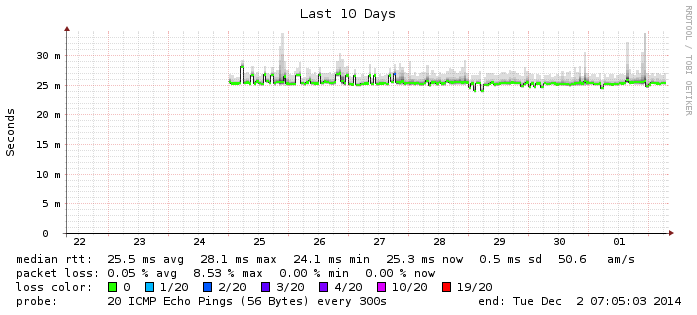 Last 10 Days
RRDTOOL / TOBI OETIKER
Seconds
30 m
25 m
20 m
15 m
10 m
5 m
0
22 23 24 25 26 27 28 29 30 01
median rtt: 25.5 ms avg 28.1 ms max 24.1 ms min 25.3 ms now 0.5 ms sd 50.6 am/s
packet loss: 0.05 % avg 8.53 % max 0.00 % min 0.00 % now
loss color: 0 1/20 2/20 3/20 4/20 10/20 19/20
probe: 20 ICMP Echo Pings (56 Bytes) every 300s end: Tue Dec 2 07:05:03 2014